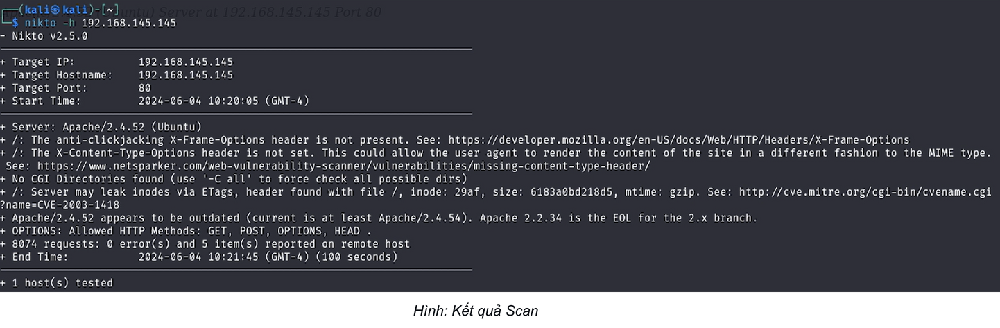 (kali㉿kali)-[~]
untu) Server at 192.168.145.145 Port 80
$ nikto -h 192.168.145.145
- Nikto v2.5.0
+ Target IP: 192.168.145.145
+ Target Hostname: 192.168.145.145
+ Target Port: 80
+ Start Time: 2024-06-04 10:20:05 (GMT-4)
+ Server: Apache/2.4.52 (Ubuntu)
+ /: The anti-clickjacking X-Frame-Options header is not present. See: https://developer.mozilla.org/en-US/docs/Web/HTTP/Headers/X-Frame-Options
+ /: The X-Content-Type-Options header is not set. This could allow the user agent to render the content of the site in a different fashion to the MIME type.
See: https://www.netsparker.com/web-vulnerability-scanner/vulnerabilities/missing-content-type-header/
+ No CGI Directories found (use '-C all' to force check all possible dirs)
+ /: Server may leak inodes via ETags, header found with file /, inode: 29af, size: 6183a0bd218d5, mtime: gzip. See: http://cve.mitre.org/cgi-bin/cvename.cgi
?name=CVE-2003-1418
+ Apache/2.4.52 appears to be outdated (current is at least Apache/2.4.54). Apache 2.2.34 is the EOL for the 2.x branch.
+ OPTIONS: Allowed HTTP Methods: GET, POST, OPTIONS, HEAD .
+ 8074 requests: 0 error(s) and 5 item(s) reported on remote host
+ End Time: 2024-06-04 10:21:45 (GMT-4) (100 seconds)
+ 1 host(s) tested
Hình: Kết quả Scan